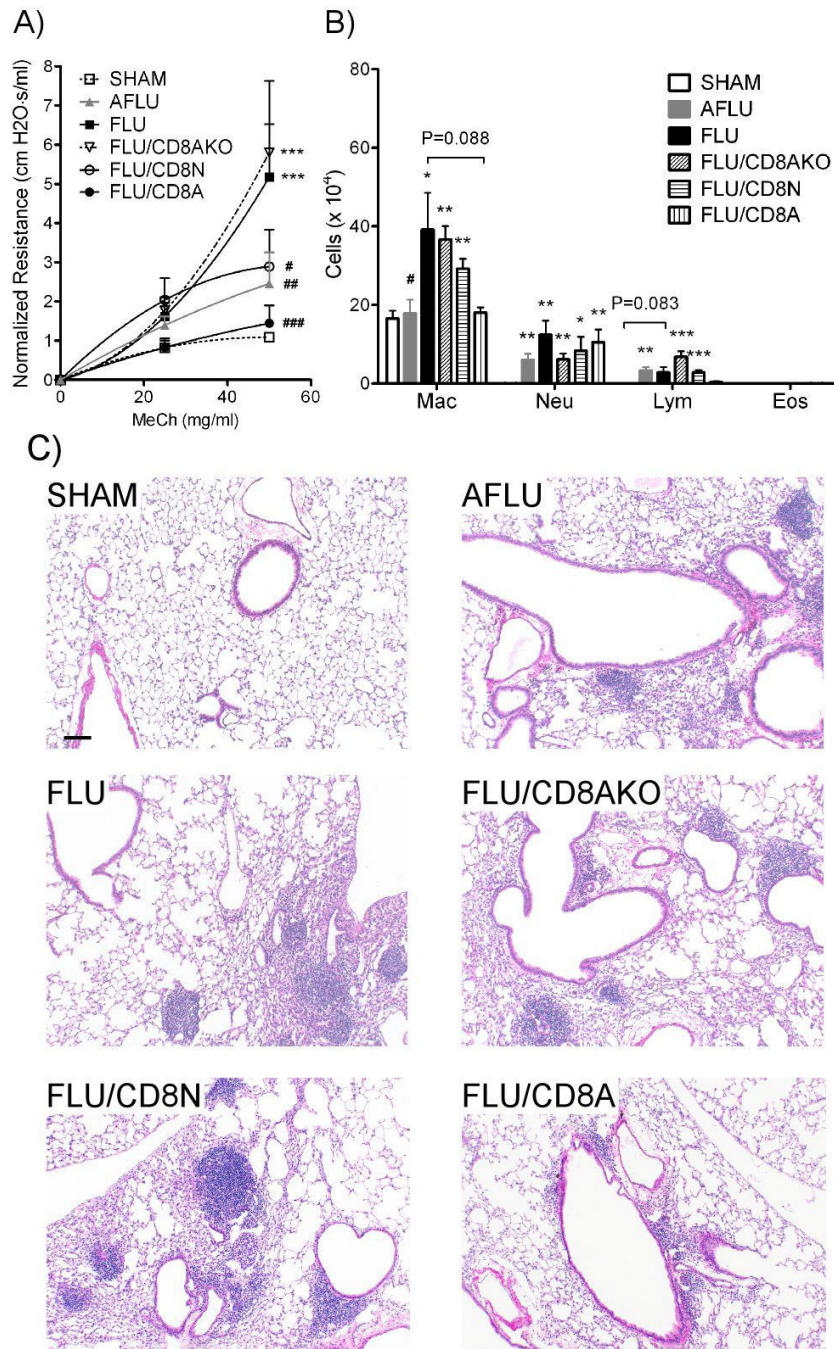 A)
Normalized Resistance (cm H2O·s/ml)
8
7
6
5
4
3
2
1
0
0
20
40
60
MeCh (mg/ml)
SHAM
AFLU
FLU
FLU/CD8AKO
FLU/CD8N
FLU/CD8A
***
***
#
##
###
B)
Cells (x 10⁴)
80
60
40
20
0
SHAM
AFLU
FLU
FLU/CD8AKO
FLU/CD8N
FLU/CD8A
P=0.088
#
*
**
**
**
**
**
*
**
P=0.083
**
***
***
Mac
Neu
Lym
Eos
C)
SHAM
AFLU
FLU
FLU/CD8AKO
FLU/CD8N
FLU/CD8A